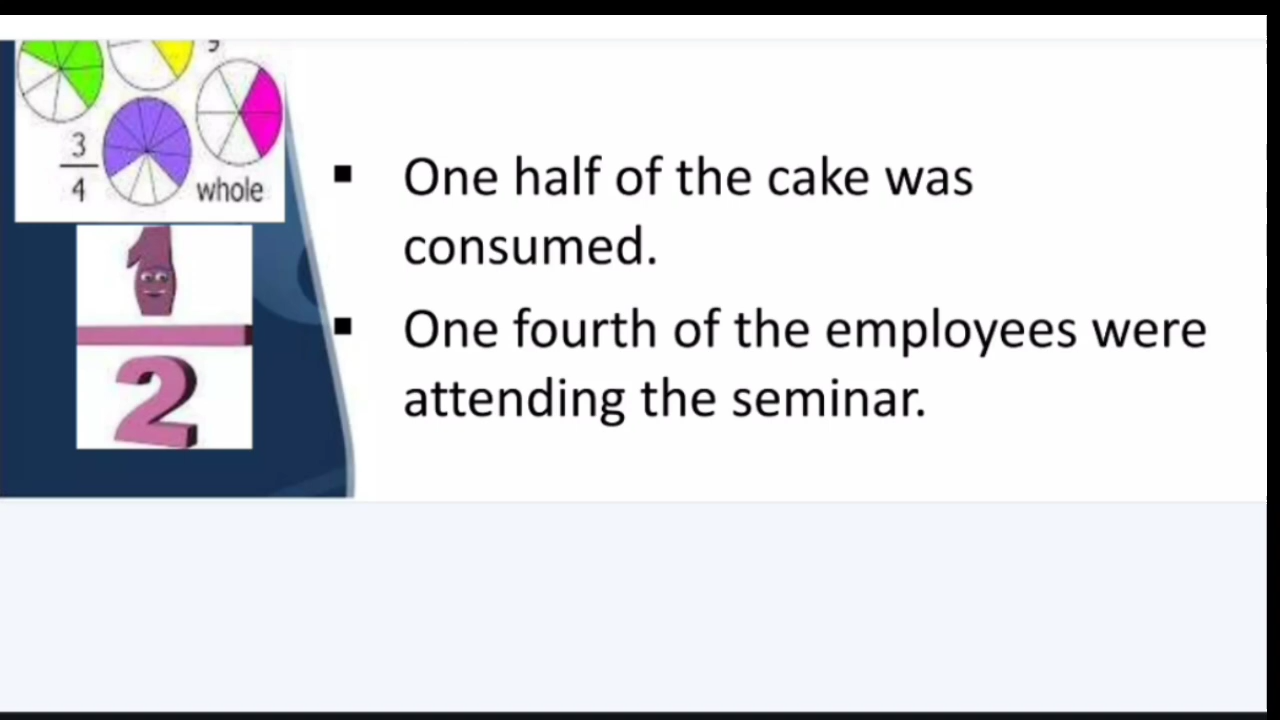 3
4
whole
1
2
▪ One half of the cake was
consumed.
▪ One fourth of the employees were
attending the seminar.